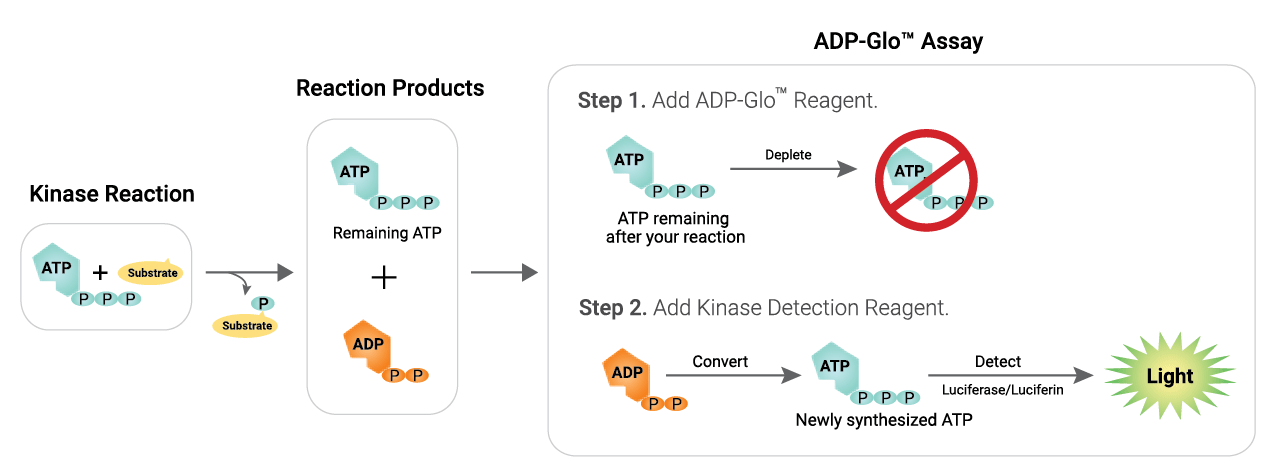 Kinase Reaction
ATP
P P P
+
Substrate
P
Substrate
Reaction Products
ATP
P P P
Remaining ATP
+
ADP
P P
ADP-Glo™ Assay
Step 1. Add ADP-Glo™ Reagent.
ATP
P P P
ATP remaining
after your reaction
Deplete
ATP
P P P
Step 2. Add Kinase Detection Reagent.
ADP
P P
Convert
ATP
P P P
Newly synthesized ATP
Detect
Luciferase/Luciferin
Light